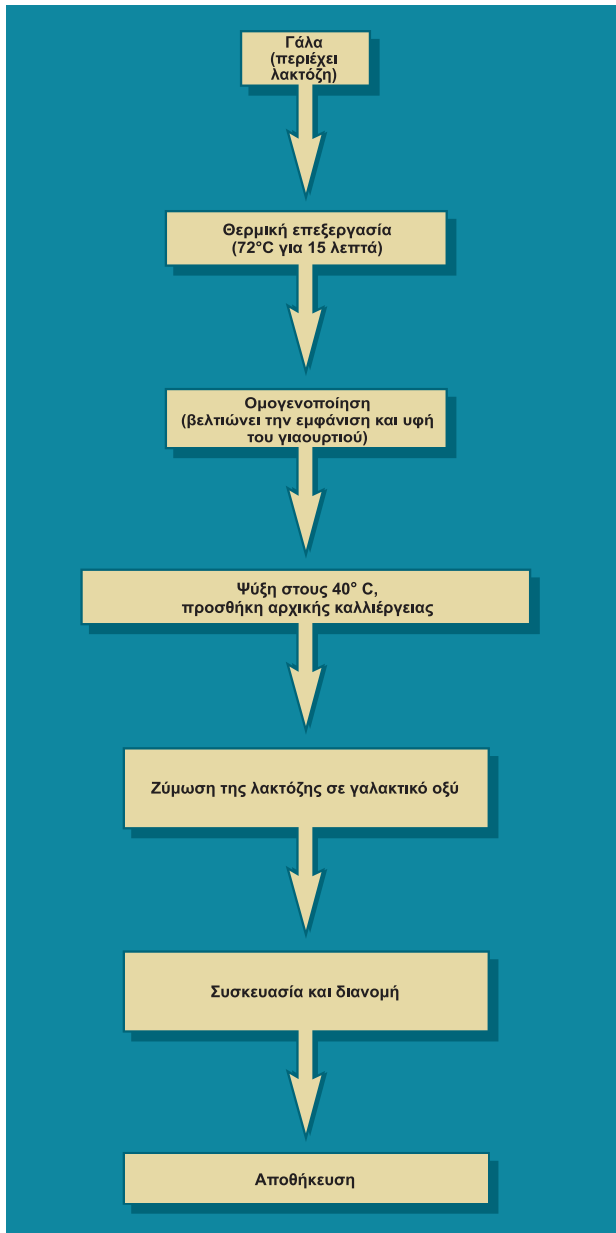 Γάλα
(περιέχει
λακτόζη)
Θερμική επεξεργασία
(72°C για 15 λεπτά)
Ομογενοποίηση
(βελτιώνει την εμφάνιση και υφή
του γιαουρτιού)
Ψύξη στους 40° C,
προσθήκη αρχικής καλλιέργειας
Ζύμωση της λακτόζης σε γαλακτικό οξύ
Συσκευασία και διανομή
Αποθήκευση